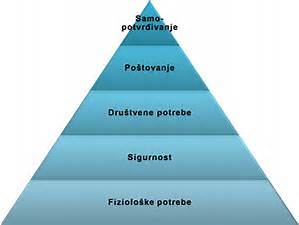 Samo-
potvrđivanje
Poštovanje
Društvene potrebe
Sigurnost
Fiziološke potrebe